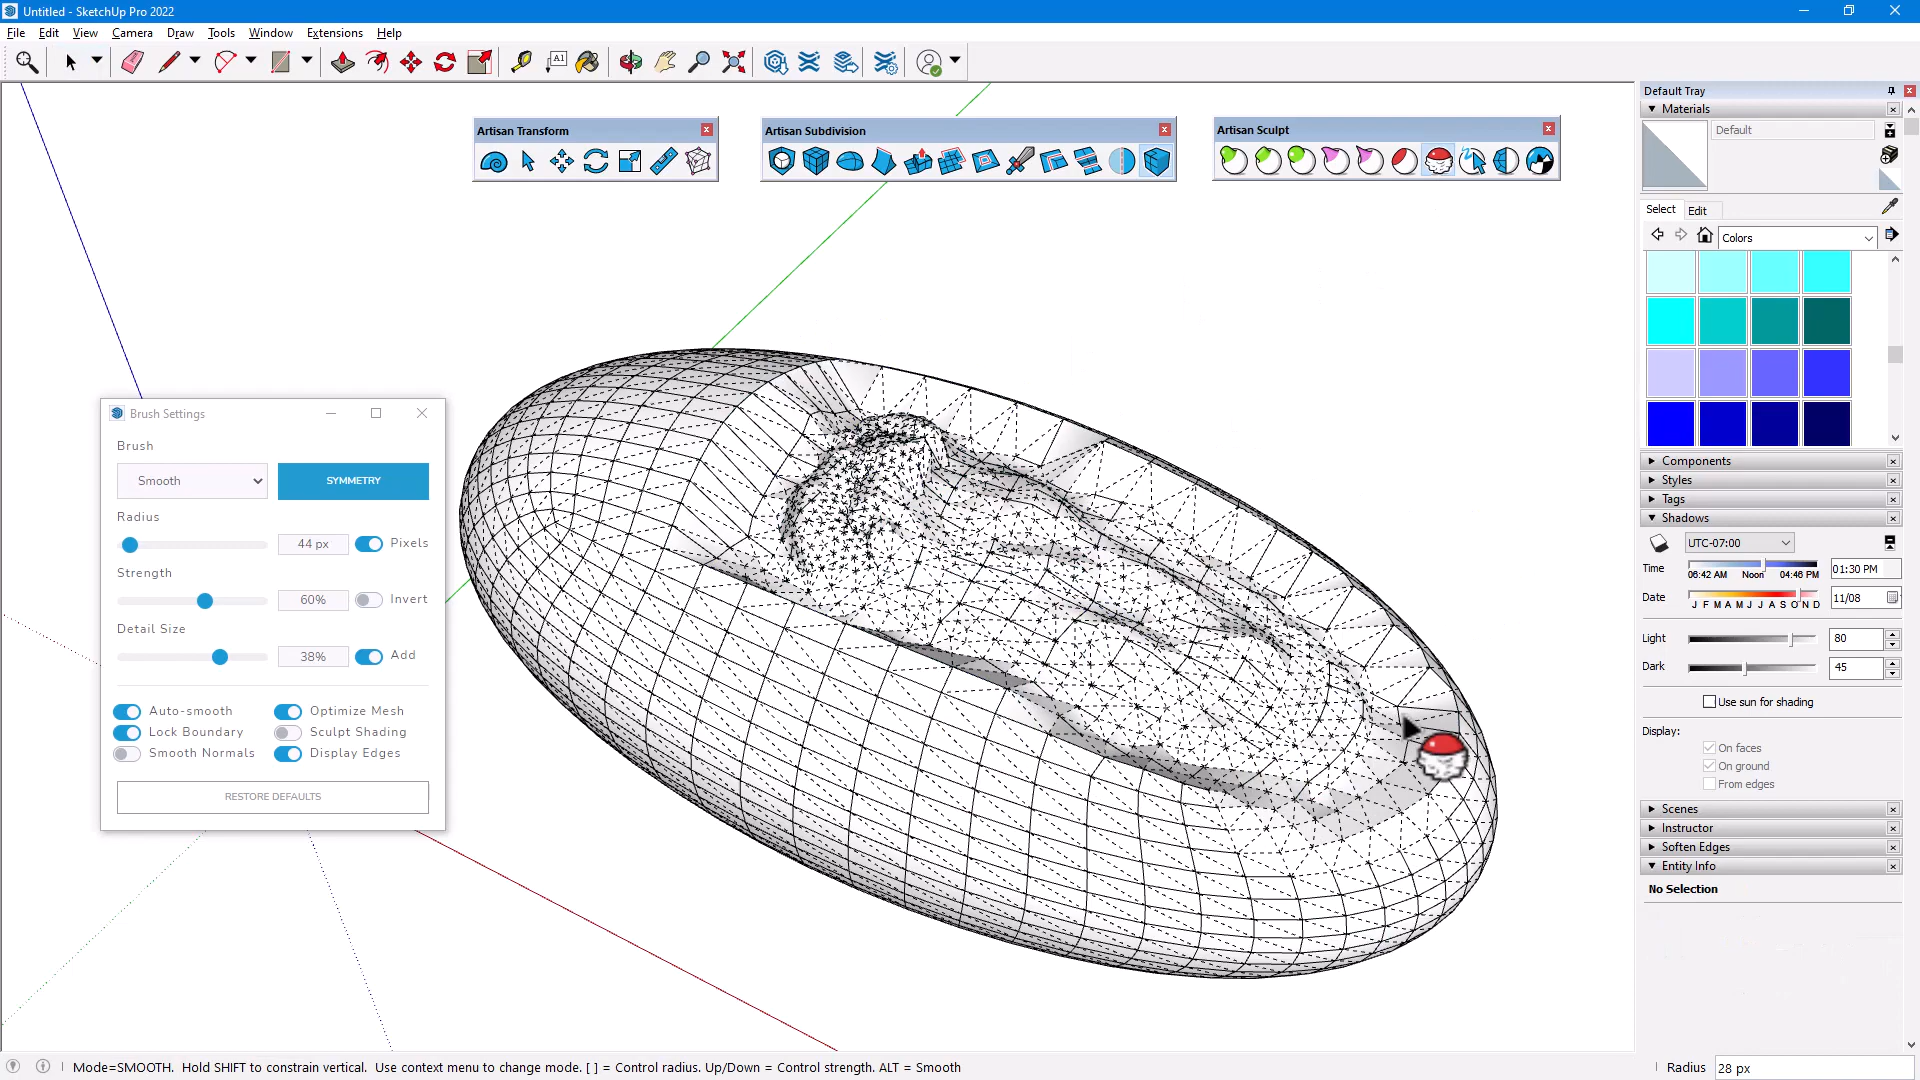 Untitled - SketchUp Pro 2022
File Edit View Camera Draw Tools Window Extensions Help
A1
Default Tray
Materials
Default
Select Edit
Colors
Artisan Transform
Artisan Subdivision
Artisan Sculpt
Brush Settings
Brush
Smooth SYMMETRY
Radius
44 px Pixels
Strength
60% Invert
Detail Size
38% Add
Auto-smooth Optimize Mesh
Lock Boundary Sculpt Shading
Smooth Normals Display Edges
RESTORE DEFAULTS
Components
Styles
Tags
Shadows
UTC-07:00
Time 06:42 AM Noon 04:46 PM 01:30 PM
Date J F M A M J J A S O N D 11/08
Light 80
Dark 45
Use sun for shading
Display:
On faces
On ground
From edges
Scenes
Instructor
Soften Edges
Entity Info
No Selection
Mode=SMOOTH. Hold SHIFT to constrain vertical. Use context menu to change mode. [ ] = Control radius. Up/Down = Control strength. ALT = Smooth
Radius 28 px